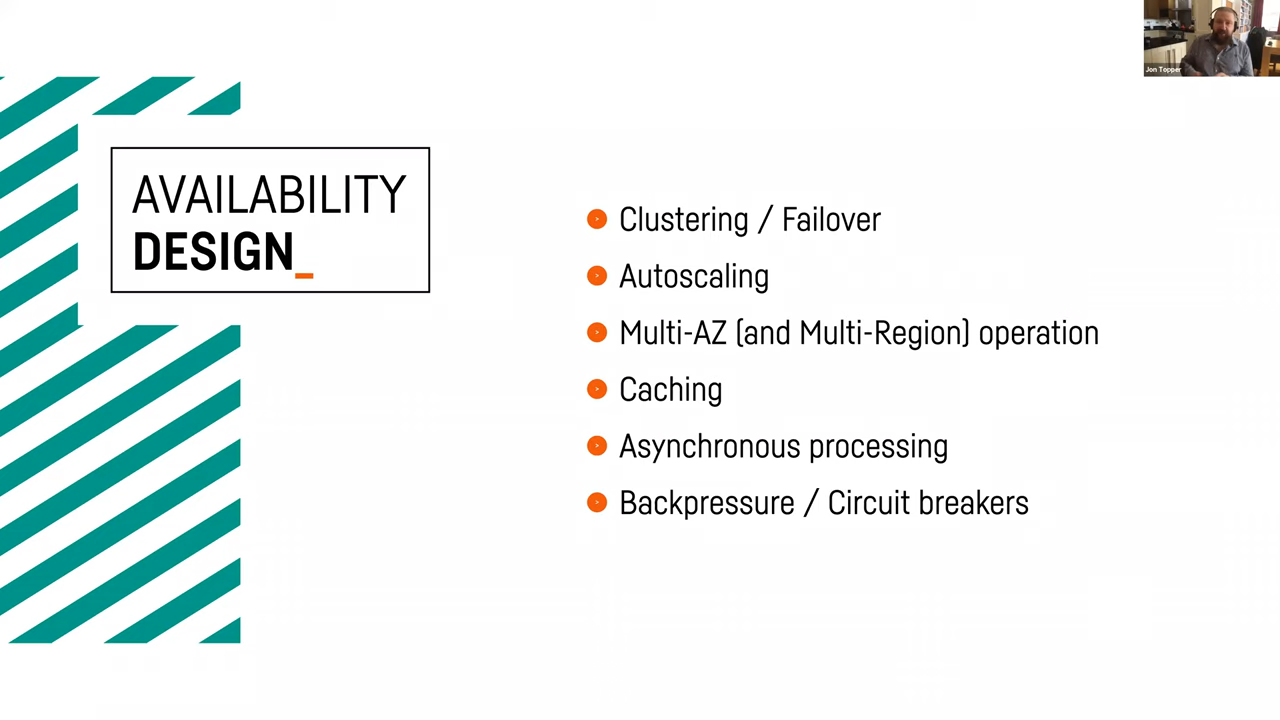 Jon Topper
AVAILABILITY
DESIGN_
Clustering / Failover
Autoscaling
Multi-AZ (and Multi-Region) operation
Caching
Asynchronous processing
Backpressure / Circuit breakers